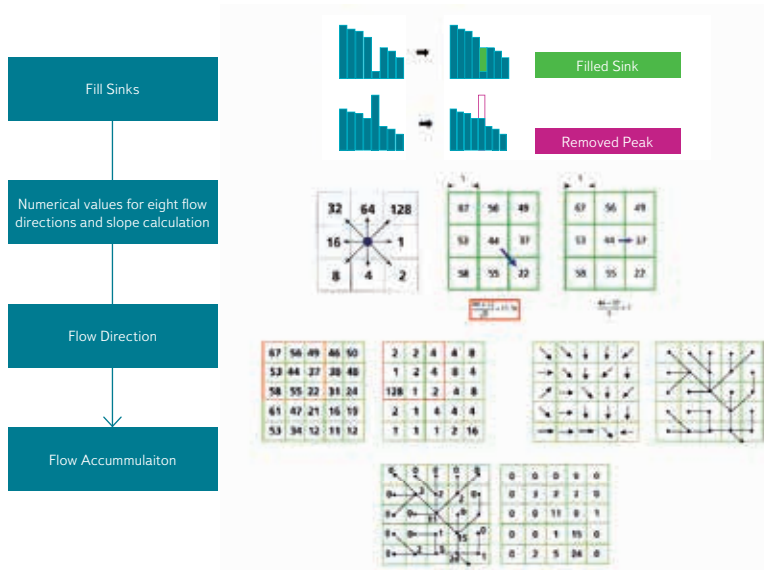 Fill Sinks
Filled Sink
Removed Peak
Numerical values for eight flow
directions and slope calculation
1
1
32 64 128
16 1
8 4 2
67 56 49
53 44 37
58 55 22
67 56 49
53 44 37
58 55 22
Flow Direction
67 56 49 46 50
53 44 37 38 48
58 55 22 31 24
61 47 21 16 19
53 34 12 11 12
2 2 4 4 8
1 2 4 8 4
128 1 2 4 8
2 1 4 4 4
1 1 1 2 16
Flow Accummulaiton
0 0 0 0 0
0 3 2 2 0
0 0 11 0 1
0 0 1 15 0
0 2 5 24 0